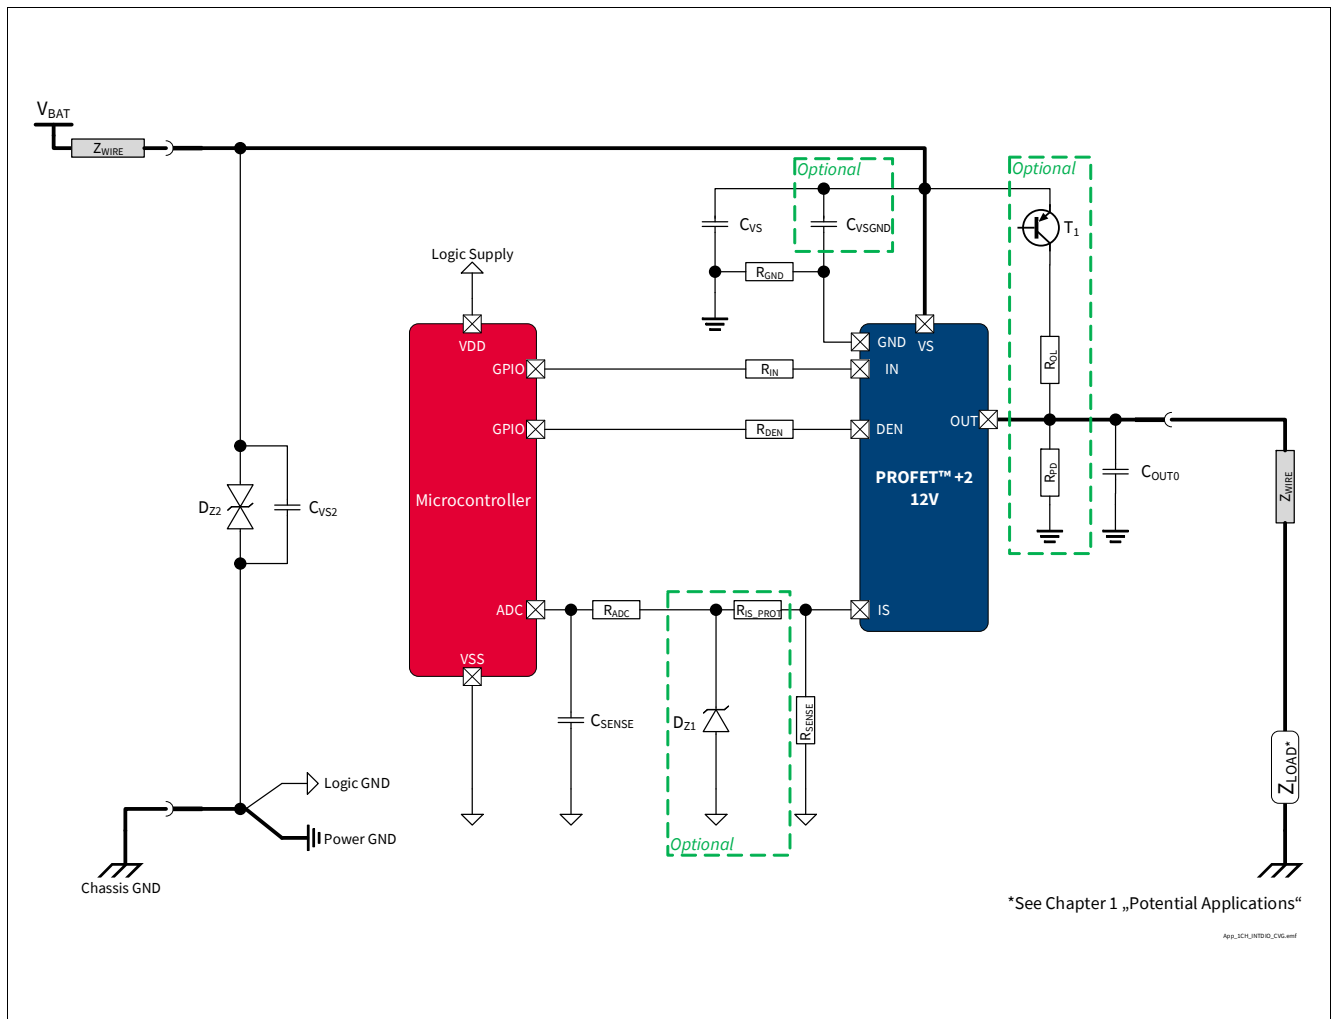 VBAT
ZWIRE
Optional
Optional
CVS
CVSGND
T1
Logic Supply
RGND
VDD
GND
VS
ROL
GPIO
RIN
IN
GPIO
RDEN
DEN
OUT
RPD
COUT0
PROFET™ +2
12V
ZWIRE
Microcontroller
DZ2
CVS2
ADC
RADC
RIS_PROT
IS
VSS
CSENSE
DZ1
RSENSE
ZLOAD*
Logic GND
Power GND
Optional
Chassis GND
*See Chapter 1 „Potential Applications“
App_1CH_INTDIO_CVG.emf